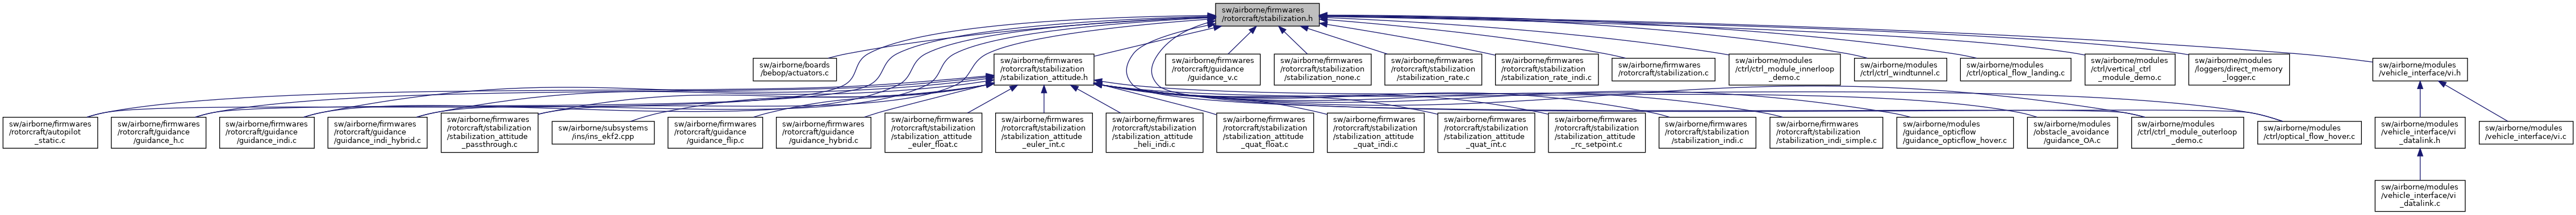 sw/airborne/firmwares
/rotorcraft/stabilization.h
sw/airborne/boards
/bebop/actuators.c
sw/airborne/firmwares
/rotorcraft/stabilization
/stabilization_attitude.h
sw/airborne/firmwares
/rotorcraft/guidance
/guidance_v.c
sw/airborne/firmwares
/rotorcraft/stabilization
/stabilization_none.c
sw/airborne/firmwares
/rotorcraft/stabilization
/stabilization_rate.c
sw/airborne/firmwares
/rotorcraft/stabilization
/stabilization_rate_indi.c
sw/airborne/firmwares
/rotorcraft/stabilization.c
sw/airborne/modules
/ctrl/ctrl_module_innerloop
_demo.c
sw/airborne/modules
/ctrl/ctrl_windtunnel.c
sw/airborne/modules
/ctrl/optical_flow_landing.c
sw/airborne/modules
/ctrl/vertical_ctrl
_module_demo.c
sw/airborne/modules
/loggers/direct_memory
_logger.c
sw/airborne/modules
/vehicle_interface/vi.h
sw/airborne/firmwares
/rotorcraft/autopilot
_static.c
sw/airborne/firmwares
/rotorcraft/guidance
/guidance_h.c
sw/airborne/firmwares
/rotorcraft/guidance
/guidance_indi.c
sw/airborne/firmwares
/rotorcraft/guidance
/guidance_indi_hybrid.c
sw/airborne/firmwares
/rotorcraft/stabilization
/stabilization_attitude
_passthrough.c
sw/airborne/subsystems
/ins/ins_ekf2.cpp
sw/airborne/firmwares
/rotorcraft/guidance
/guidance_flip.c
sw/airborne/firmwares
/rotorcraft/guidance
/guidance_hybrid.c
sw/airborne/firmwares
/rotorcraft/stabilization
/stabilization_attitude
_euler_float.c
sw/airborne/firmwares
/rotorcraft/stabilization
/stabilization_attitude
_euler_int.c
sw/airborne/firmwares
/rotorcraft/stabilization
/stabilization_attitude
_heli_indi.c
sw/airborne/firmwares
/rotorcraft/stabilization
/stabilization_attitude
_quat_float.c
sw/airborne/firmwares
/rotorcraft/stabilization
/stabilization_attitude
_quat_indi.c
sw/airborne/firmwares
/rotorcraft/stabilization
/stabilization_attitude
_quat_int.c
sw/airborne/firmwares
/rotorcraft/stabilization
/stabilization_attitude
_rc_setpoint.c
sw/airborne/firmwares
/rotorcraft/stabilization
/stabilization_indi.c
sw/airborne/firmwares
/rotorcraft/stabilization
/stabilization_indi_simple.c
sw/airborne/modules
/guidance_opticflow
/guidance_opticflow_hover.c
sw/airborne/modules
/obstacle_avoidance
/guidance_OA.c
sw/airborne/modules
/ctrl/ctrl_module_outerloop
_demo.c
sw/airborne/modules
/ctrl/optical_flow_hover.c
sw/airborne/modules
/vehicle_interface/vi
_datalink.h
sw/airborne/modules
/vehicle_interface/vi.c
sw/airborne/modules
/vehicle_interface/vi
_datalink.c